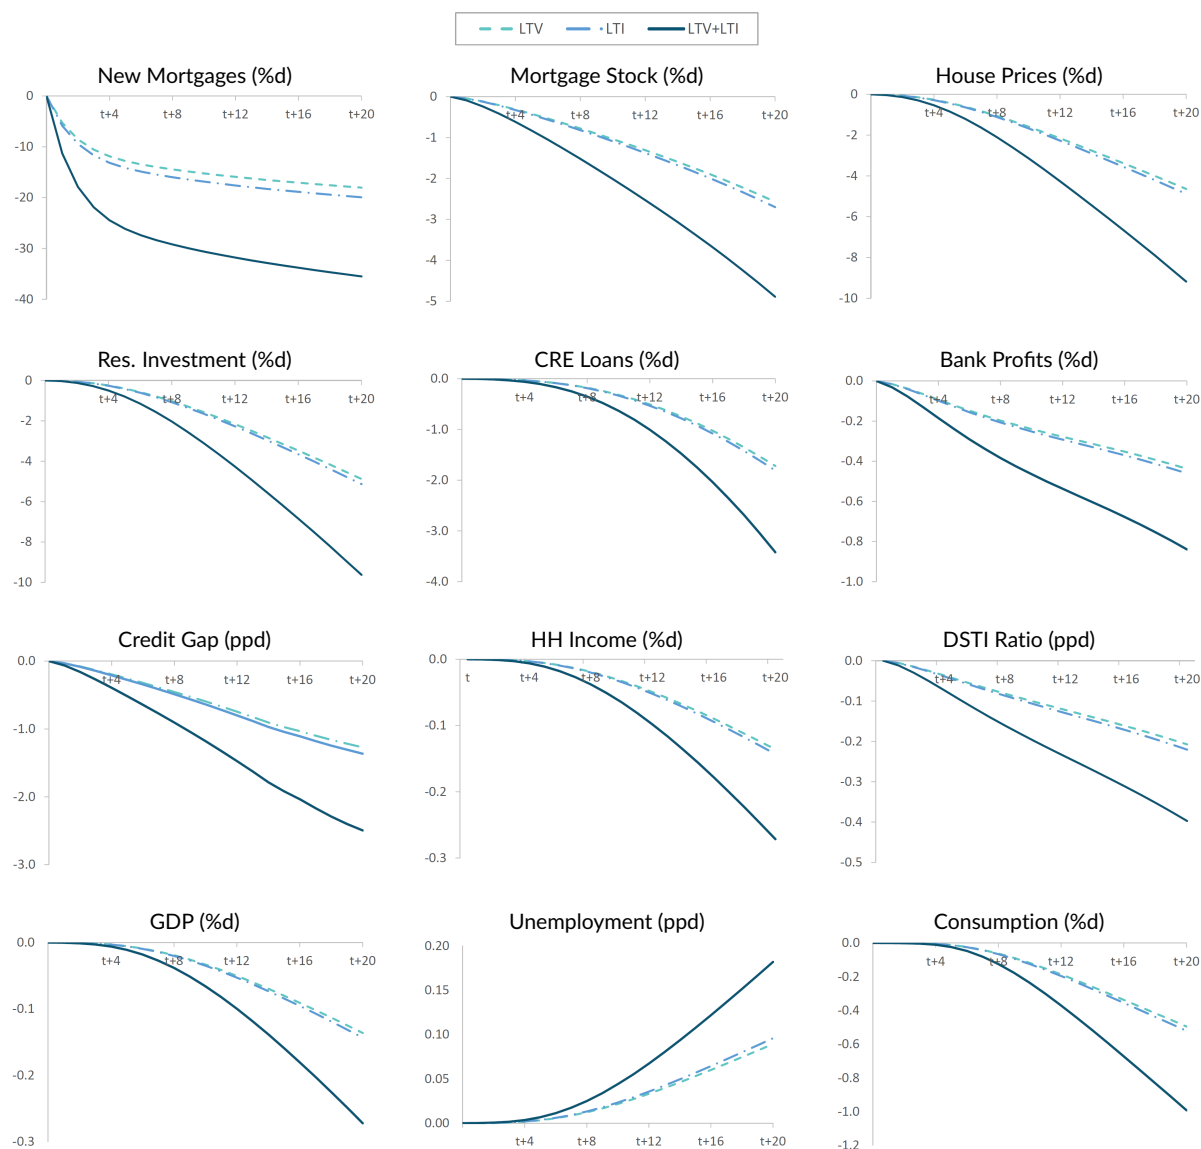 LTV LTI LTV+LTI
New Mortgages (%d)
0
-10
-20
-30
-40
t+4 t+8 t+12 t+16 t+20
Mortgage Stock (%d)
0
-1
-2
-3
-4
-5
t+4 t+8 t+12 t+16 t+20
House Prices (%d)
0
-2
-4
-6
-8
-10
t+4 t+8 t+12 t+16 t+20
Res. Investment (%d)
0
-2
-4
-6
-8
-10
t+4 t+8 t+12 t+16 t+20
CRE Loans (%d)
0.0
-1.0
-2.0
-3.0
-4.0
t+4 t+8 t+12 t+16 t+20
Bank Profits (%d)
0.0
-0.2
-0.4
-0.6
-0.8
-1.0
t+4 t+8 t+12 t+16 t+20
Credit Gap (ppd)
0.0
-1.0
-2.0
-3.0
t+4 t+8 t+12 t+16 t+20
HH Income (%d)
0.0
-0.1
-0.2
-0.3
t t+4 t+8 t+12 t+16 t+20
DSTI Ratio (ppd)
0.0
-0.1
-0.2
-0.3
-0.4
-0.5
t+4 t+8 t+12 t+16 t+20
GDP (%d)
0.0
-0.1
-0.2
-0.3
t+4 t+8 t+12 t+16 t+20
Unemployment (ppd)
0.20
0.15
0.10
0.05
0.00
t+4 t+8 t+12 t+16 t+20
Consumption (%d)
0.0
-0.2
-0.4
-0.6
-0.8
-1.0
-1.2
t+4 t+8 t+12 t+16 t+20